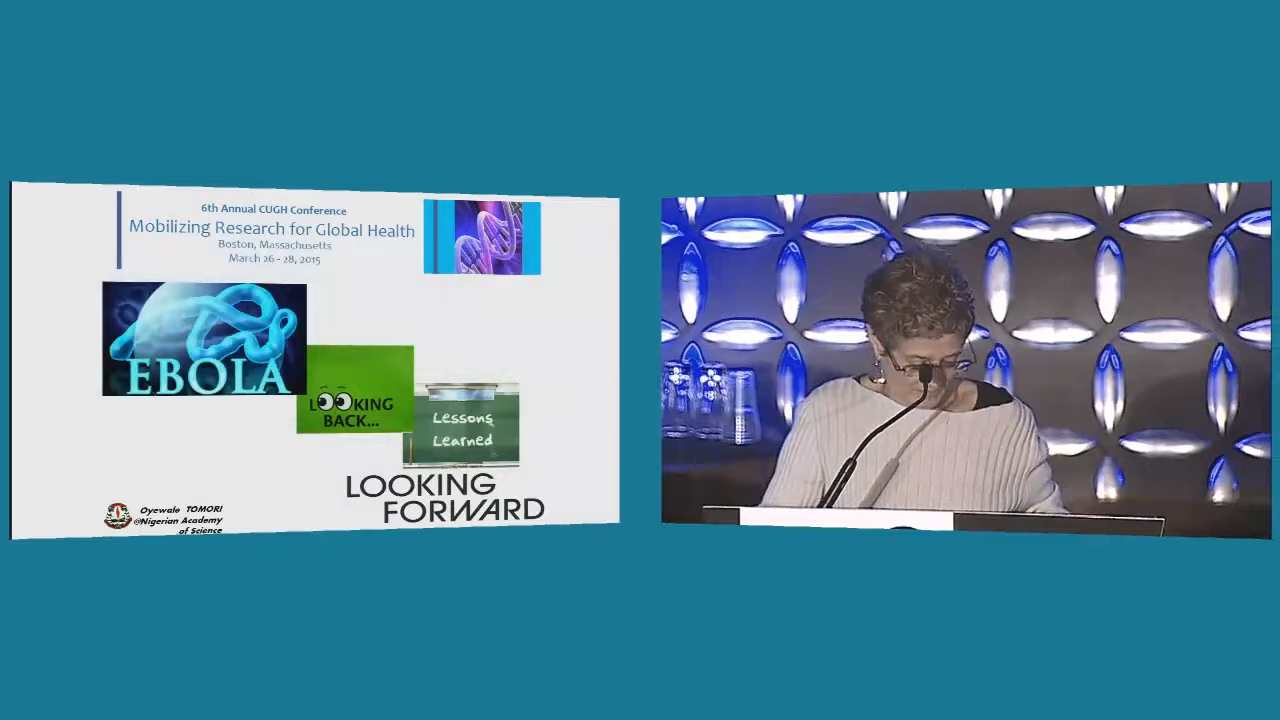 6th Annual CUGH Conference
Mobilizing Research for Global Health
Boston, Massachusetts
March 26 - 28, 2015
EBOLA
LOOKING
BACK...
Lessons
Learned
LOOKING
FORWARD
Oyewale TOMORI
@Nigerian Academy
of Science